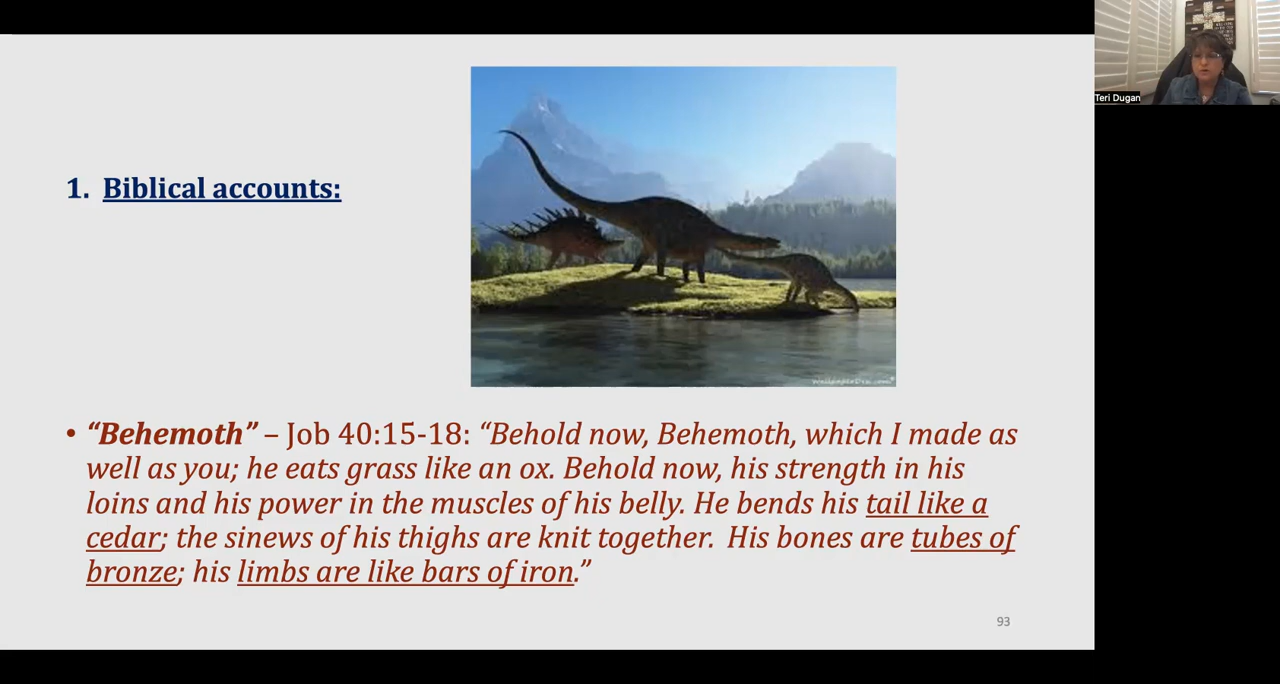 Teri Dugan
1. Biblical accounts:
• “Behemoth” – Job 40:15-18: “Behold now, Behemoth, which I made as
well as you; he eats grass like an ox. Behold now, his strength in his
loins and his power in the muscles of his belly. He bends his tail like a
cedar; the sinews of his thighs are knit together.  His bones are tubes of
bronze; his limbs are like bars of iron.”
93